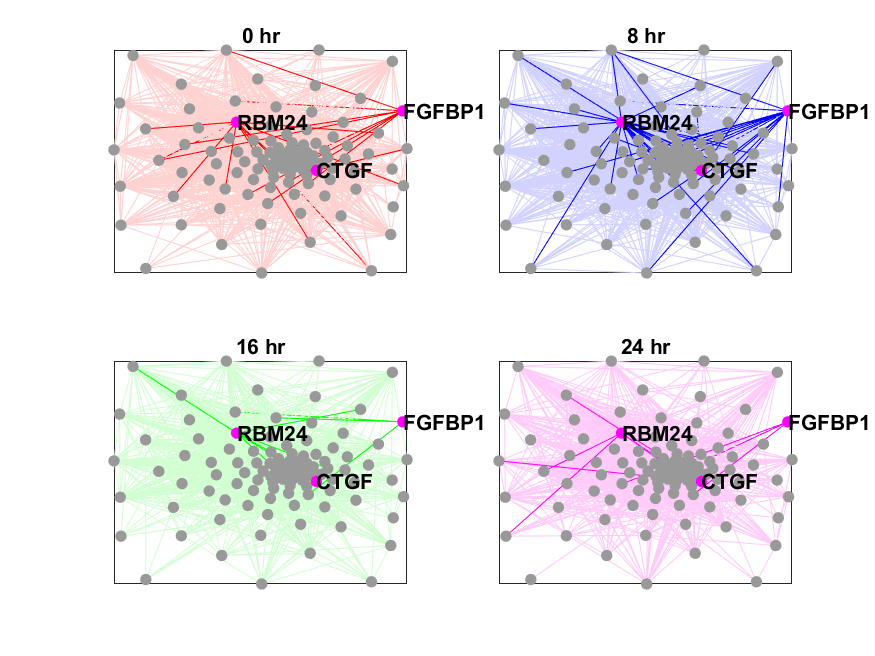 0 hr
RBM24
FGFBP1
CTGF
8 hr
RBM24
FGFBP1
CTGF
16 hr
RBM24
FGFBP1
CTGF
24 hr
RBM24
FGFBP1
CTGF